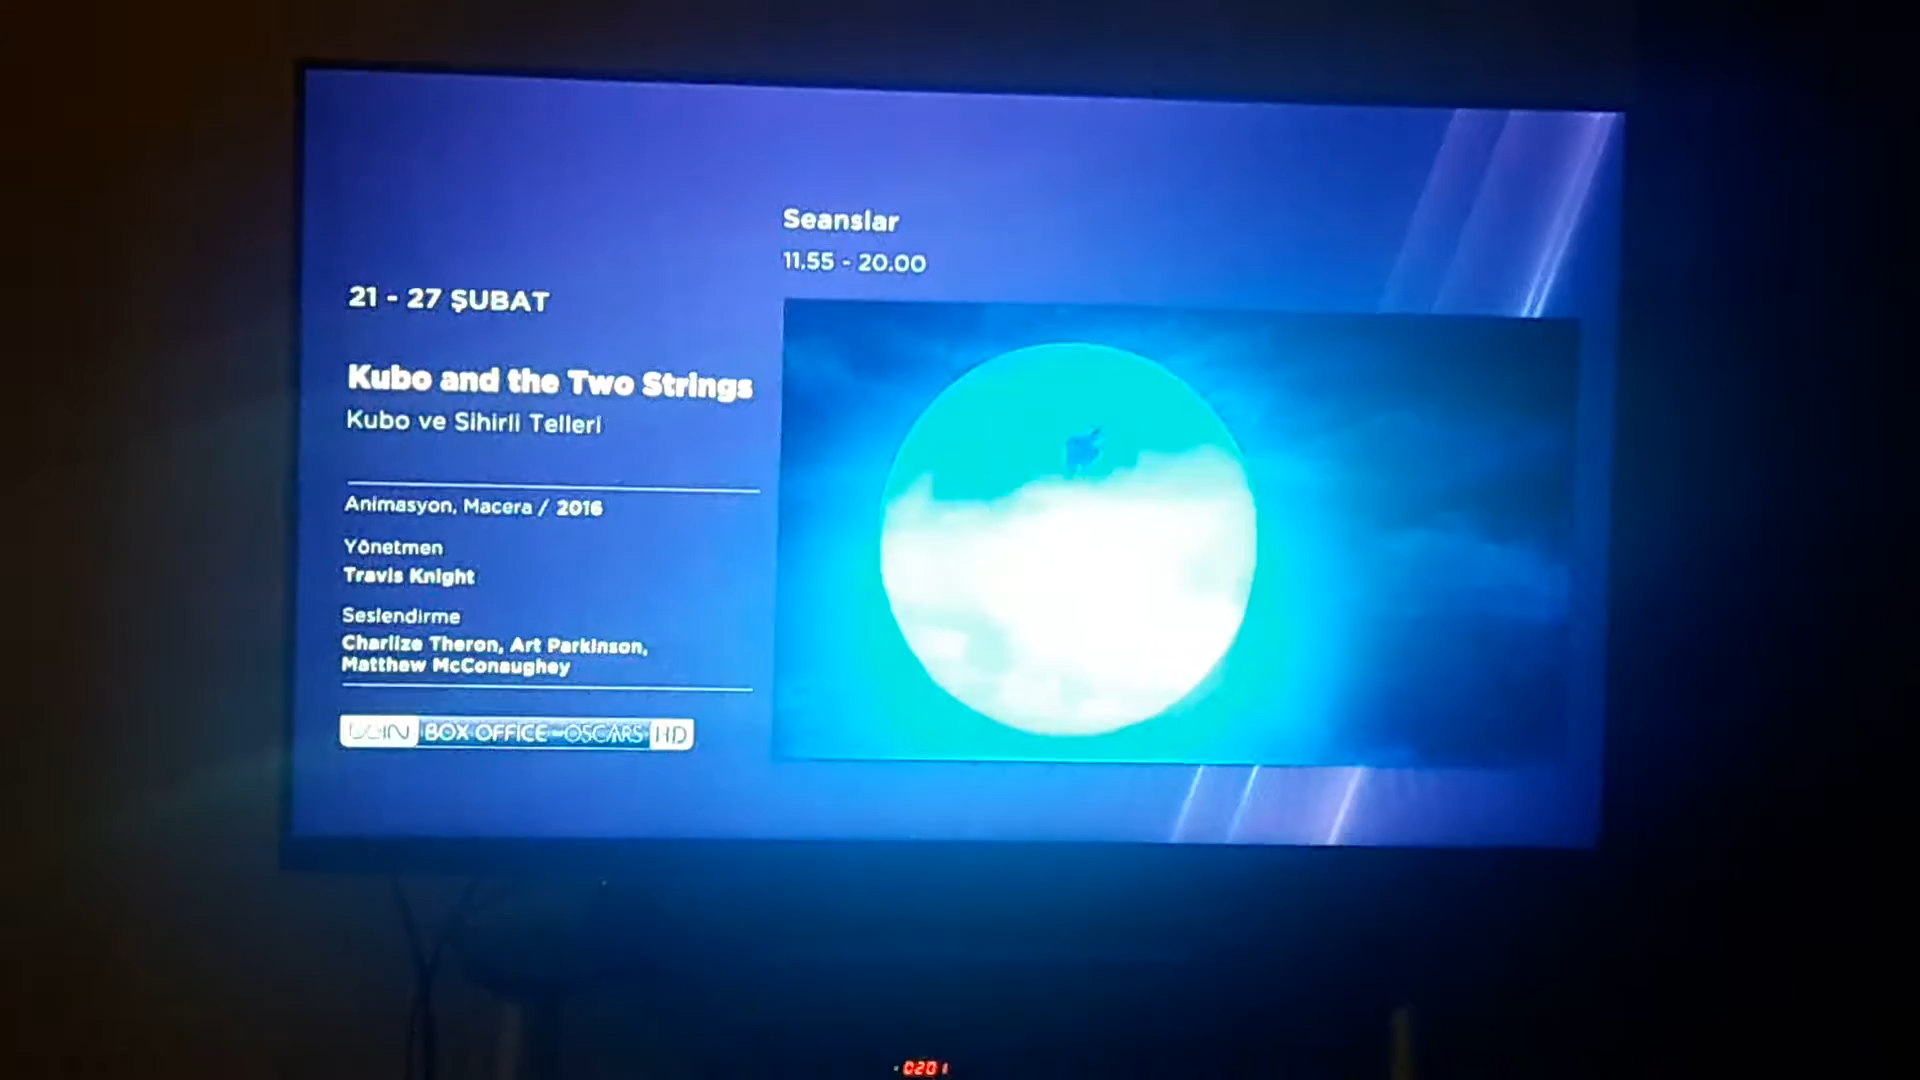 Seanslar
11.55 - 20.00
21 - 27 ŞUBAT
Kubo and the Two Strings
Kubo ve Sihirli Telleri
Animasyon, Macera / 2016
Yönetmen
Travis Knight
Seslendirme
Charlize Theron, Art Parkinson,
Matthew McConaughey
beIN BOX OFFICE OSCARS HD